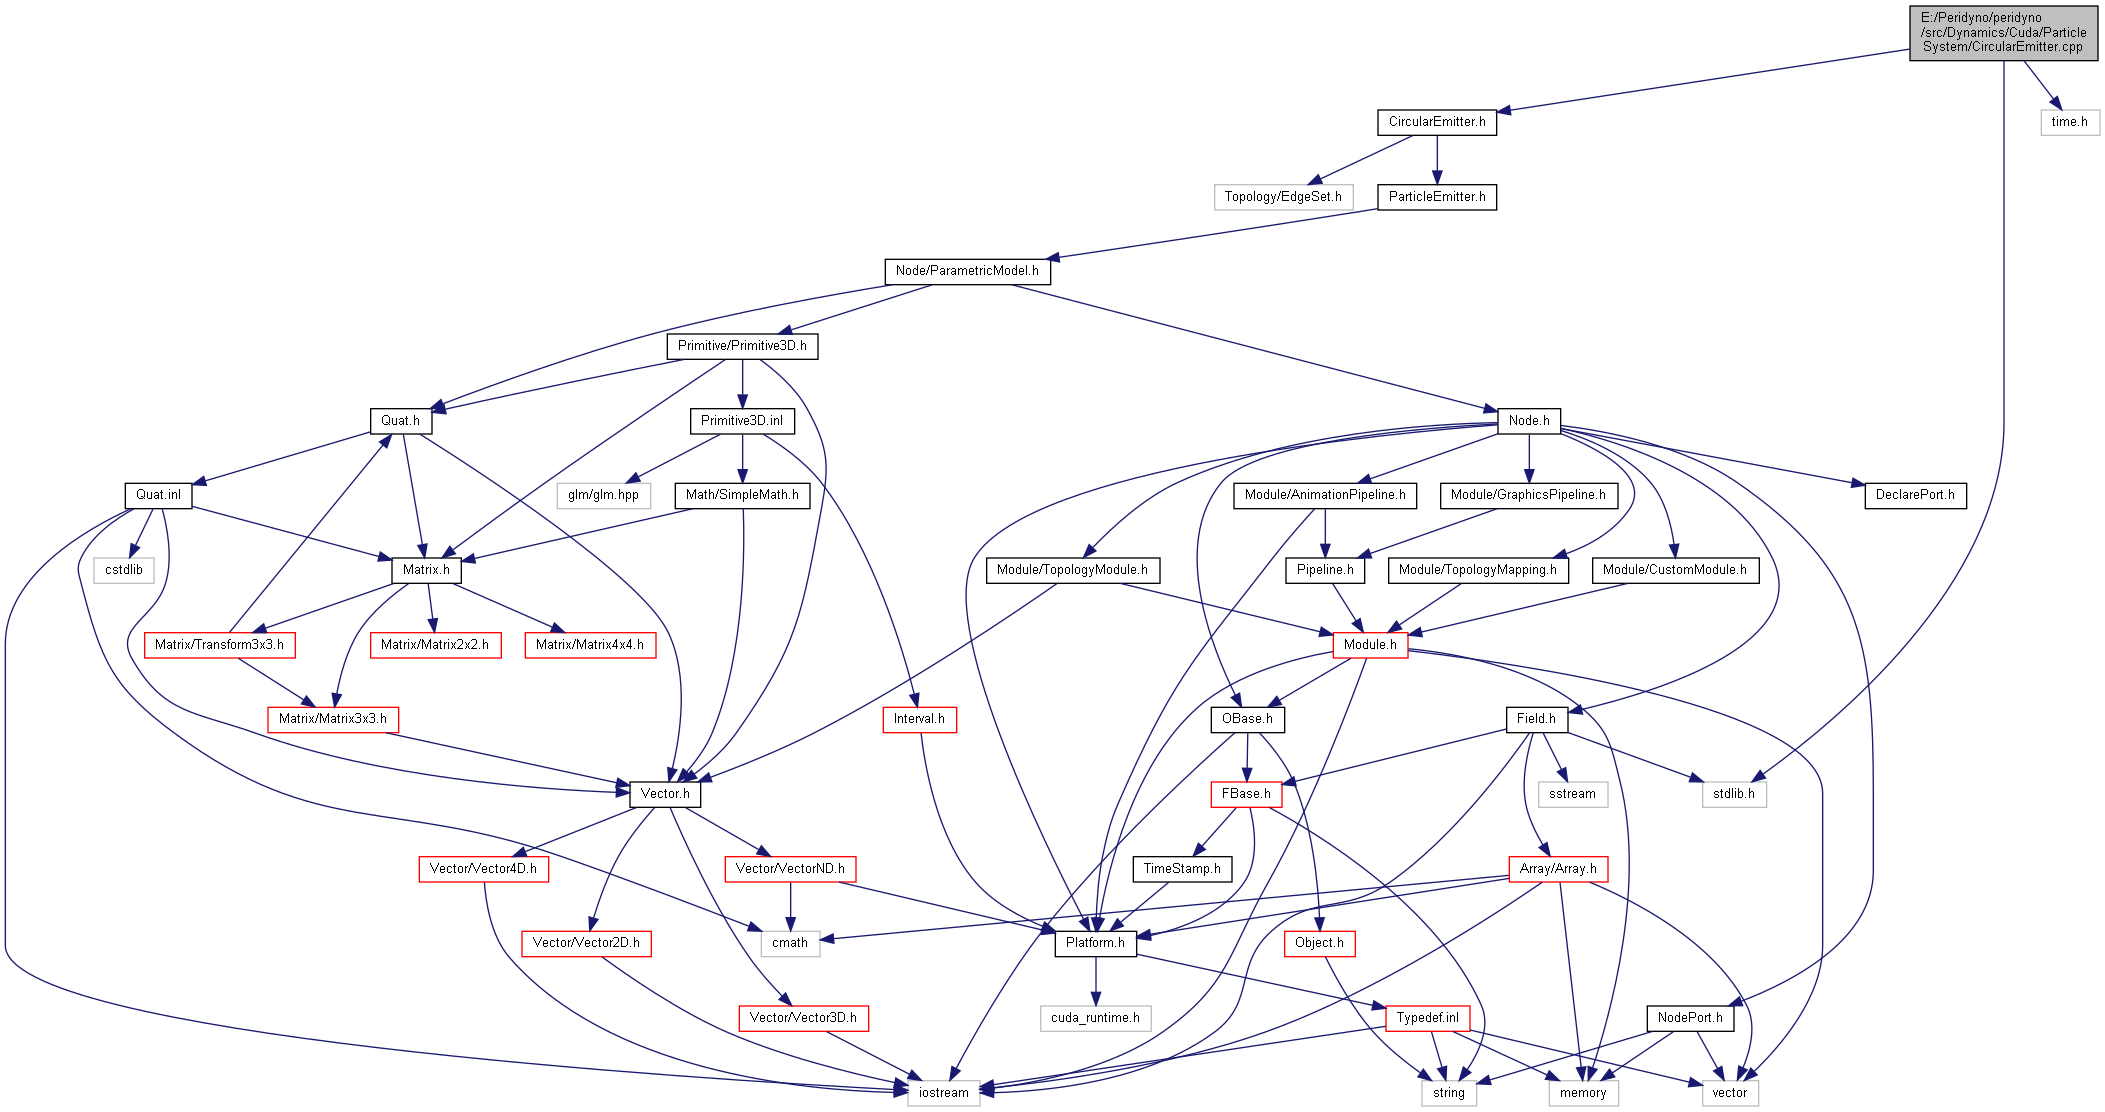 E:/Peridyno/peridyno
/src/Dynamics/Cuda/Particle
System/CircularEmitter.cpp
CircularEmitter.h
time.h
Topology/EdgeSet.h
ParticleEmitter.h
Node/ParametricModel.h
Primitive/Primitive3D.h
Quat.h
Primitive3D.inl
Node.h
Quat.inl
glm/glm.hpp
Math/SimpleMath.h
Module/AnimationPipeline.h
Module/GraphicsPipeline.h
DeclarePort.h
cstdlib
Matrix.h
Module/TopologyModule.h
Pipeline.h
Module/TopologyMapping.h
Module/CustomModule.h
Matrix/Transform3x3.h
Matrix/Matrix2x2.h
Matrix/Matrix4x4.h
Module.h
Matrix/Matrix3x3.h
Interval.h
OBase.h
Field.h
Vector.h
FBase.h
sstream
stdlib.h
Vector/Vector4D.h
Vector/VectorND.h
TimeStamp.h
Array/Array.h
Vector/Vector2D.h
cmath
Platform.h
Object.h
Vector/Vector3D.h
cuda_runtime.h
Typedef.inl
NodePort.h
iostream
string
memory
vector